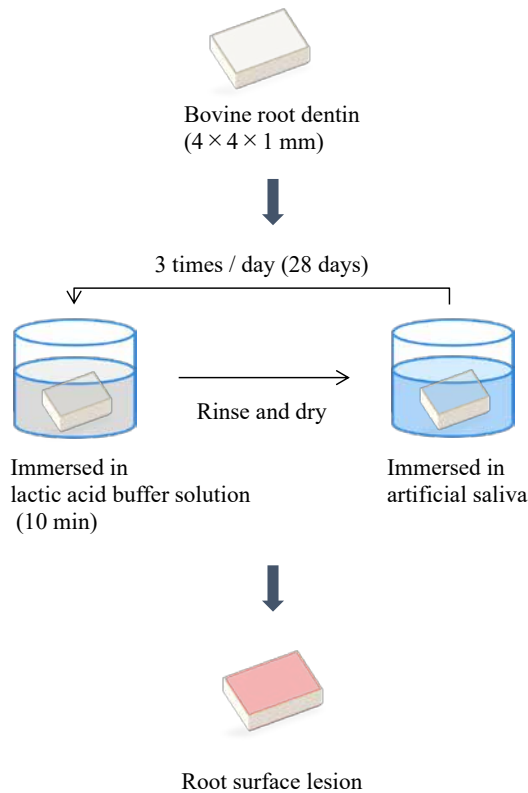 Bovine root dentin
(4 × 4 × 1 mm)
3 times / day (28 days)
Rinse and dry
Immersed in
lactic acid buffer solution
(10 min)
Immersed in
artificial saliva
Root surface lesion